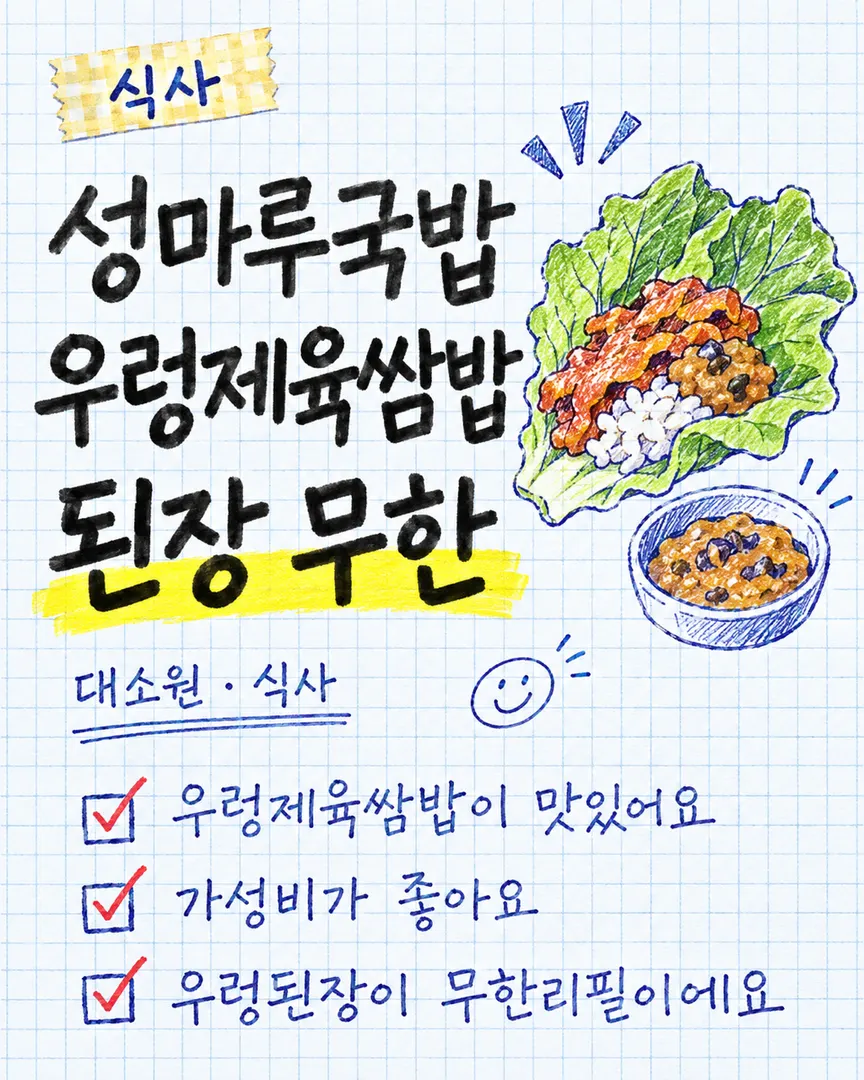 식사
성마루국밥
우렁제육쌈밥
된장 무한
대소원 · 식사
우렁제육쌈밥이 맛있어요
가성비가 좋아요
우렁된장이 무한리필이에요